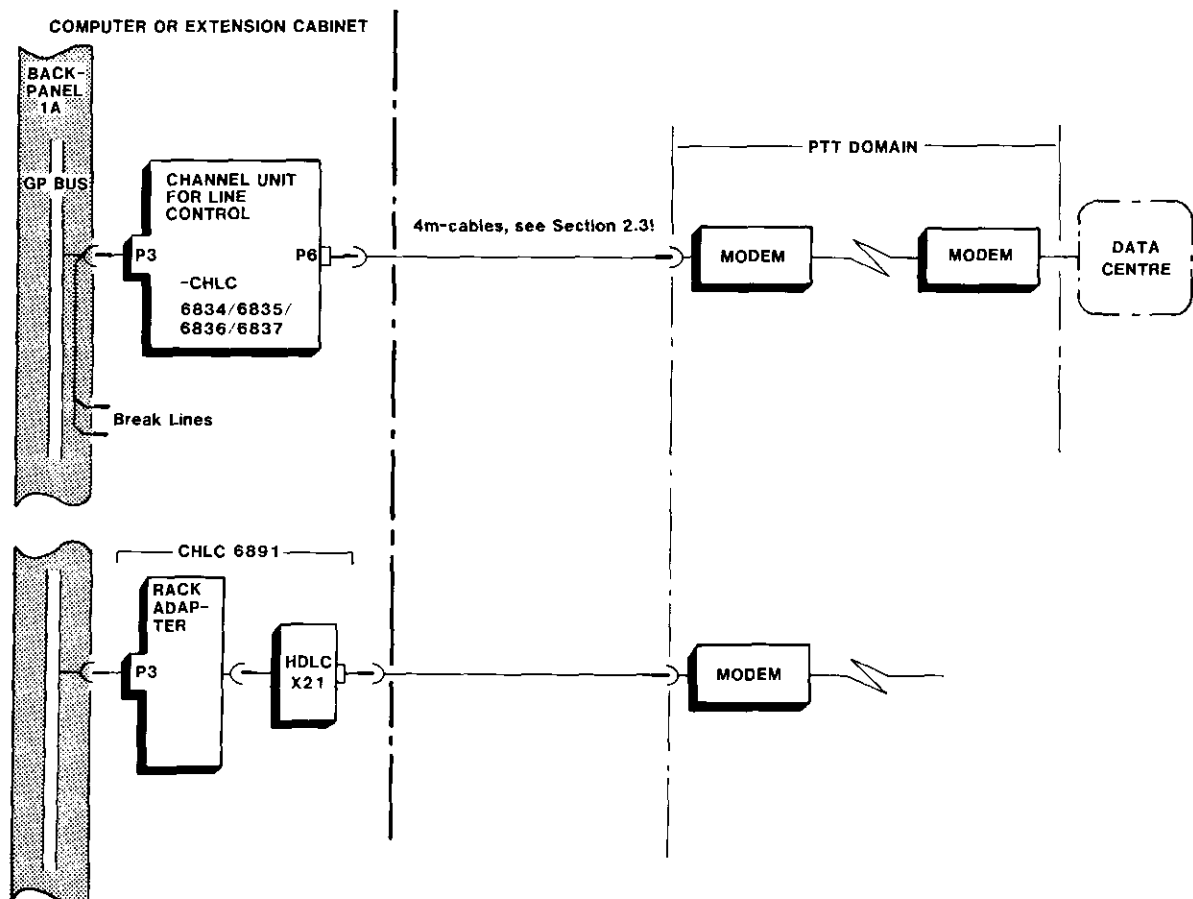 COMPUTER OR EXTENSION CABINET
BACK-
PANEL
1A
GP BUS
CHANNEL UNIT
FOR LINE
CONTROL
P3
P6
-CHLC
6834/6835/
6836/6837
Break Lines
4m-cables, see Section 2.3!
PTT DOMAIN
MODEM
MODEM
DATA
CENTRE
CHLC 6891
RACK
ADAP-
TER
P3
HDLC
X21
MODEM